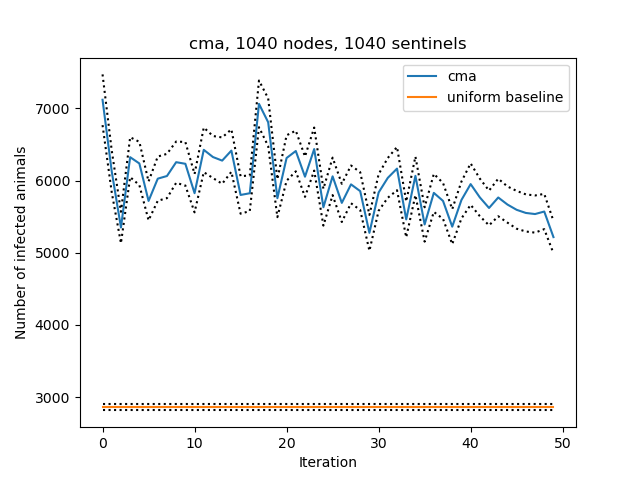 cma, 1040 nodes, 1040 sentinels
cma
uniform baseline
Number of infected animals
7000
6000
5000
4000
3000
0 10 20 30 40 50
Iteration